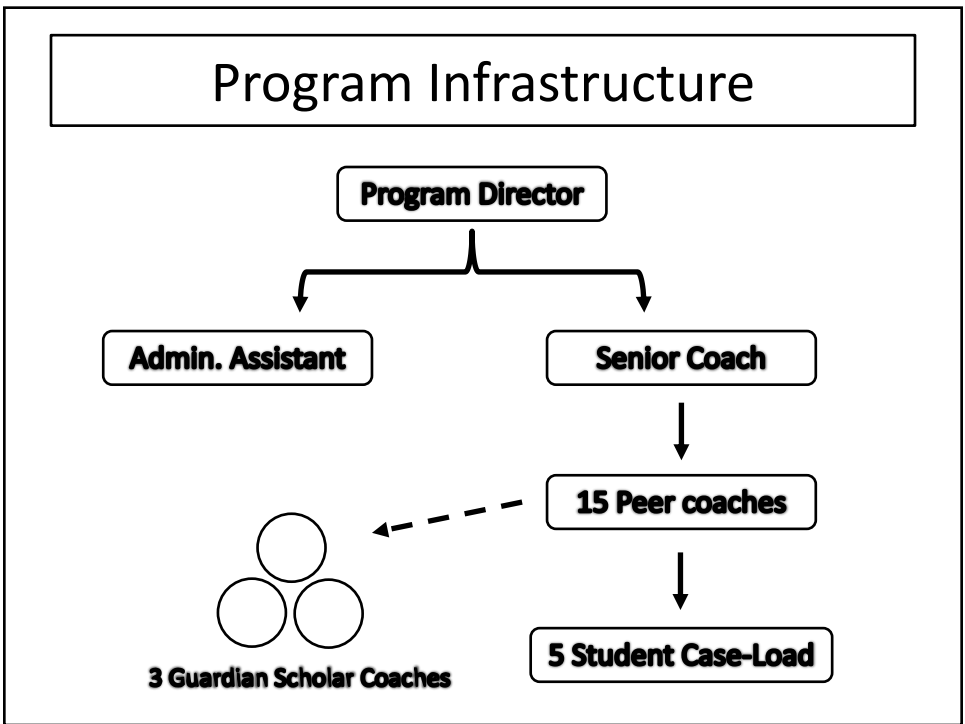 Program Infrastructure
Program Director
Admin. Assistant
Senior Coach
15 Peer coaches
3 Guardian Scholar Coaches
5 Student Case-Load